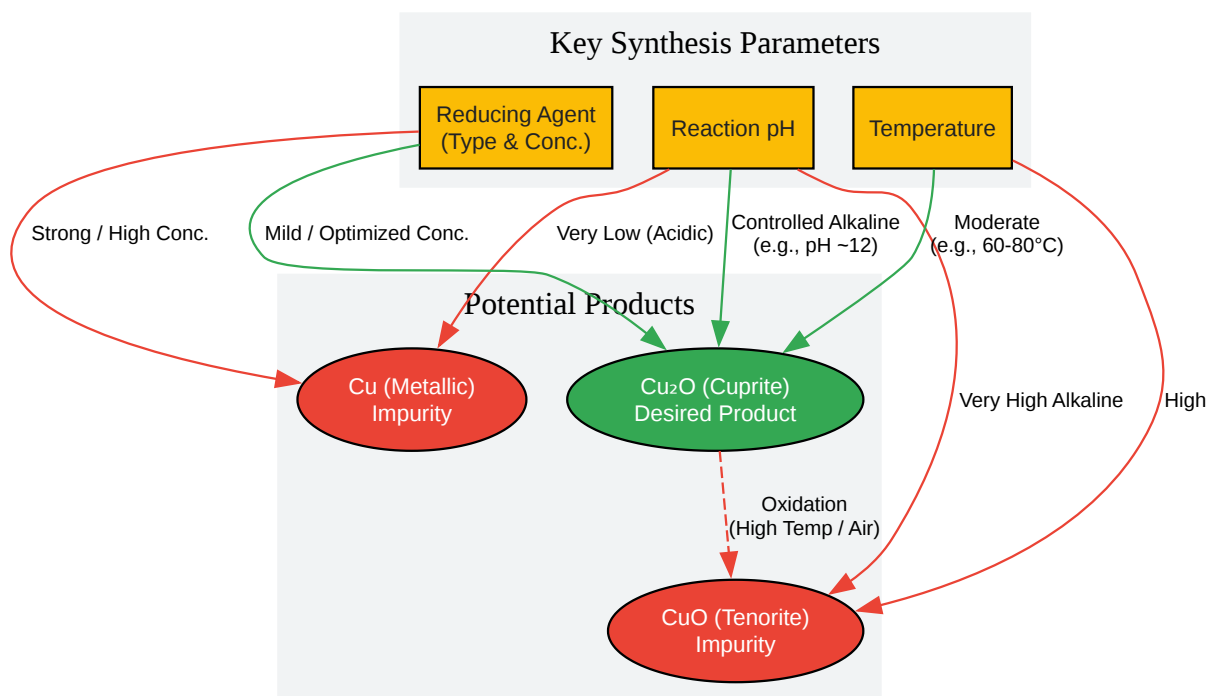 Key Synthesis Parameters
Reducing Agent
(Type & Conc.)
Reaction pH
Temperature
Strong / High Conc.
Mild / Optimized Conc.
Very Low (Acidic)
Controlled Alkaline
(e.g., pH ~12)
Moderate
(e.g., 60-80°C)
Potential Products
Cu (Metallic)
Impurity
Cu₂O (Cuprite)
Desired Product
Very High Alkaline
High
Oxidation
(High Temp / Air)
CuO (Tenorite)
Impurity